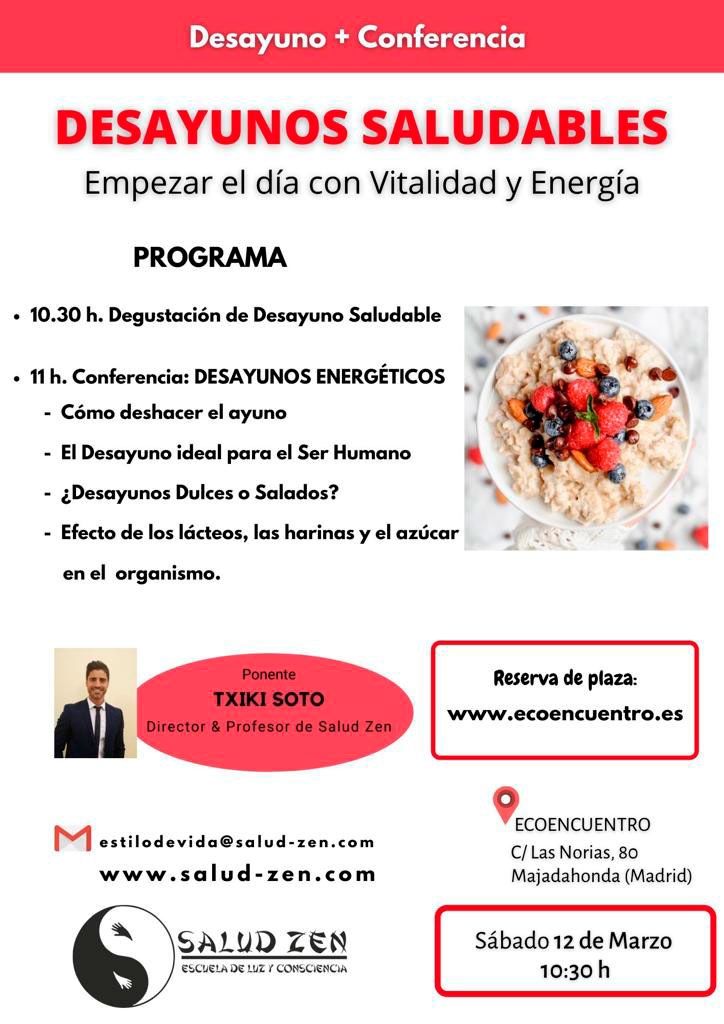 Desayuno + Conferencia
DESAYUNOS SALUDABLES
Empezar el día con Vitalidad y Energía
PROGRAMA
• 10.30 h. Degustación de Desayuno Saludable
• 11 h. Conferencia: DESAYUNOS ENERGÉTICOS
- Cómo deshacer el ayuno
- El Desayuno ideal para el Ser Humano
- ¿Desayunos Dulces o Salados?
- Efecto de los lácteos, las harinas y el azúcar
en el organismo.
Ponente
TXIKI SOTO
Director & Profesor de Salud Zen
Reserva de plaza:
www.ecoencuentro.es
estilodevida@salud-zen.com
www.salud-zen.com
ECOENCUENTRO
C/ Las Norias, 80
Majadahonda (Madrid)
SALUD ZEN
ESCUELA DE LUZ Y CONSCIENCIA
Sábado 12 de Marzo
10:30 h